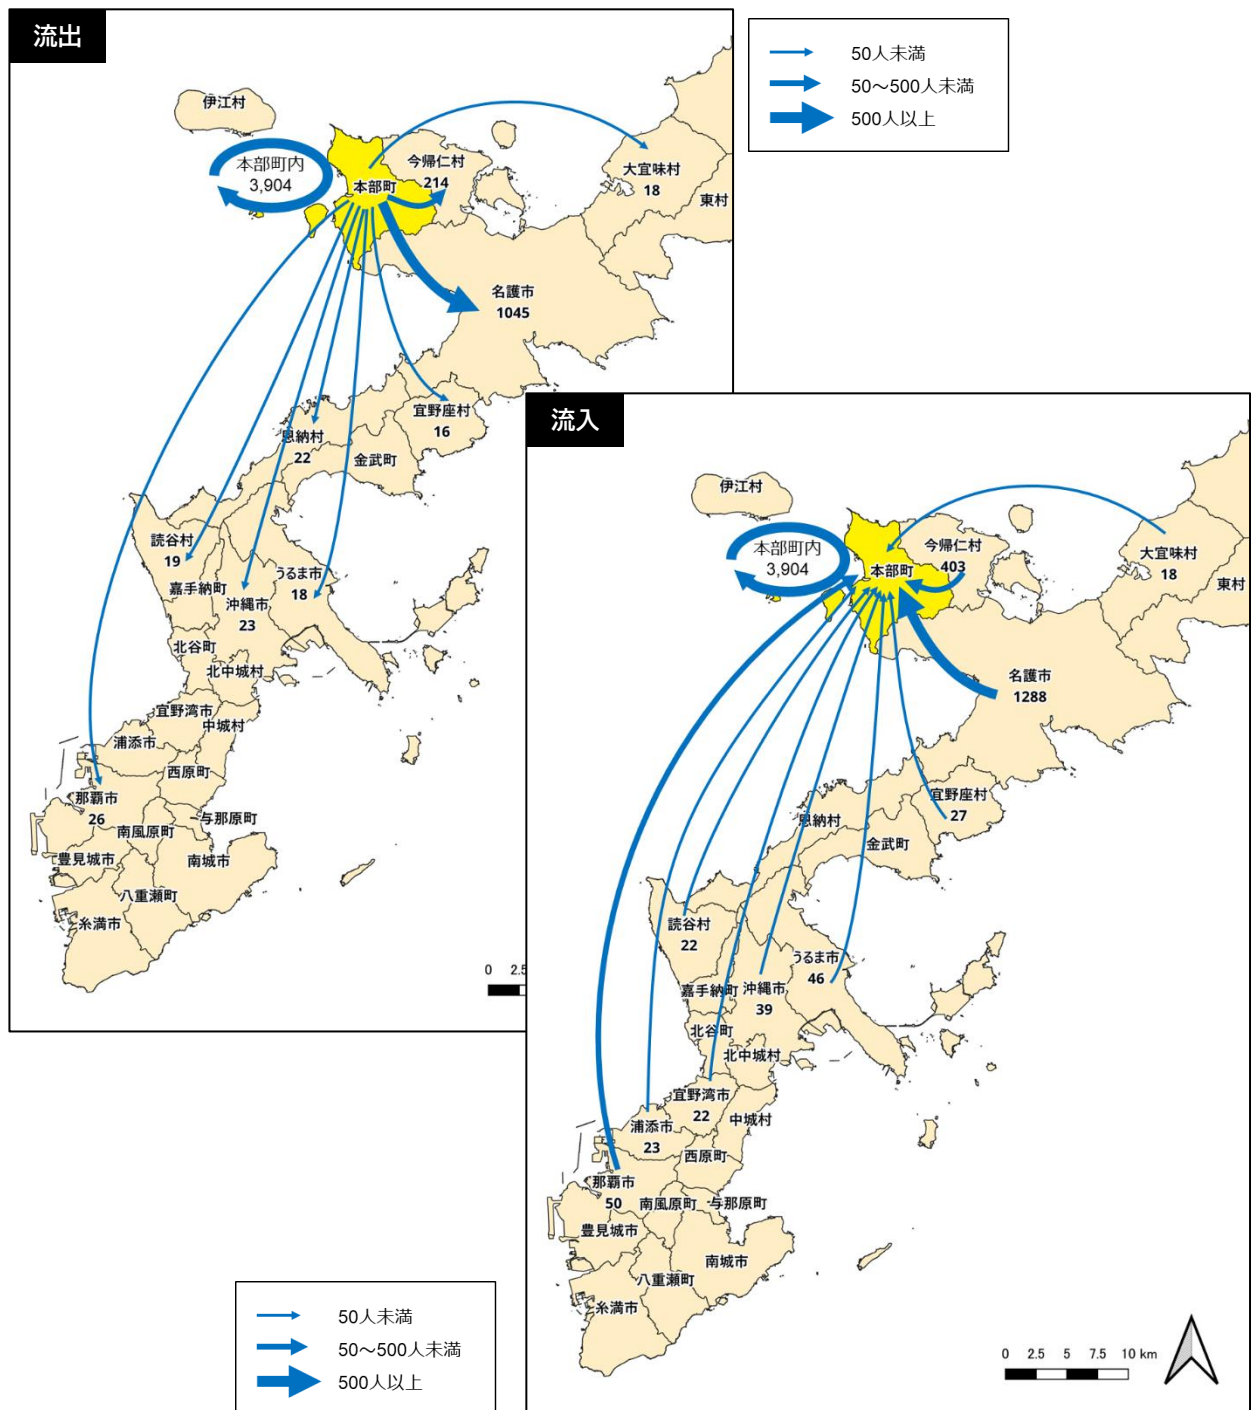 流出
50人未満
50～500人未満
500人以上
伊江村
本部町内
3,904
本部町
今帰仁村
214
大宜味村
18
東村
名護市
1045
宜野座村
16
恩納村
22
金武町
読谷村
19
嘉手納町
沖縄市
23
うるま市
18
北谷町
北中城村
宜野湾市
中城村
浦添市
西原町
那覇市
26
与那原町
南風原町
豊見城市
南城市
八重瀬町
糸満市
0 2.5
流入
伊江村
本部町内
3,904
本部町
今帰仁村
403
大宜味村
18
東村
名護市
1288
宜野座村
27
恩納村
金武町
読谷村
22
うるま市
46
嘉手納町
沖縄市
39
北谷町
北中城村
宜野湾市
22
中城村
浦添市
23
西原町
那覇市
50
南風原町
与那原町
豊見城市
南城市
八重瀬町
糸満市
0 2.5 5 7.5 10 km
50人未満
50～500人未満
500人以上